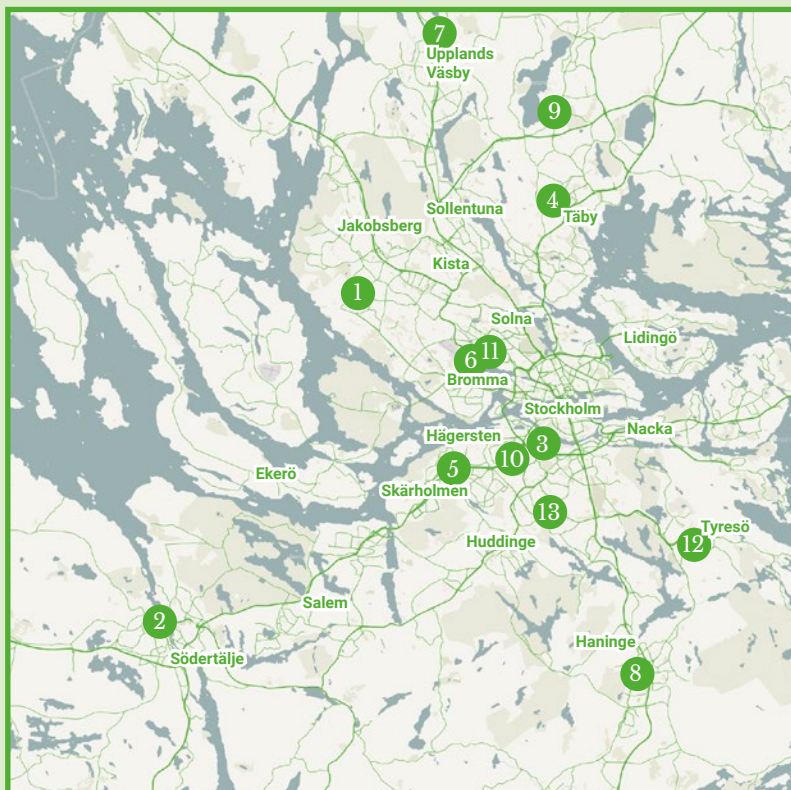 7
Upplands
Väsby
9
4
Täby
Sollentuna
Jakobsberg
Kista
1
Solna
Lidingö
11
6
Bromma
Stockholm
Nacka
Hägersten
3
10
5
Ekerö
Skärholmen
13
Tyresö
12
Huddinge
Salem
2
Haninge
Södertälje
8